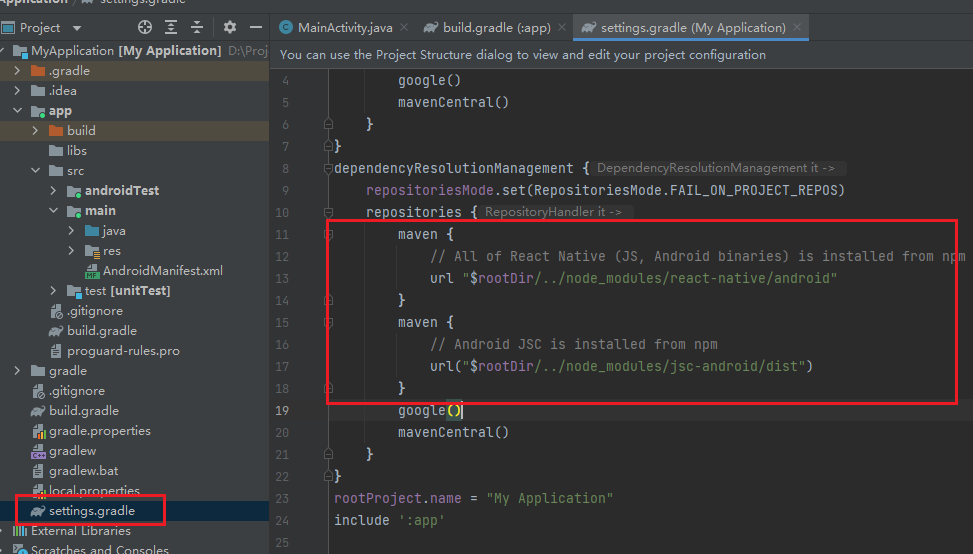 Application
settings.gradle
Project
MainActivity.java
build.gradle (:app)
settings.gradle (My Application)
MyApplication [My Application] D:\Proj
You can use the Project Structure dialog to view and edit your project configuration
.gradle
.idea
app
build
libs
src
androidTest
main
java
res
AndroidManifest.xml
test [unitTest]
.gitignore
build.gradle
proguard-rules.pro
gradle
.gitignore
build.gradle
gradle.properties
gradlew
gradlew.bat
local.properties
settings.gradle
External Libraries
Scratches and Consoles
4 google()
5 mavenCentral()
6 }
7 }
8 dependencyResolutionManagement { DependencyResolutionManagement it ->
9 repositoriesMode.set(RepositoriesMode.FAIL_ON_PROJECT_REPOS)
10 repositories { RepositoryHandler it ->
11 maven {
12 // All of React Native (JS, Android binaries) is installed from npm
13 url "$rootDir/../node_modules/react-native/android"
14 }
15 maven {
16 // Android JSC is installed from npm
17 url("$rootDir/../node_modules/jsc-android/dist")
18 }
19 google()
20 mavenCentral()
21 }
22 }
23 rootProject.name = "My Application"
24 include ':app'
25